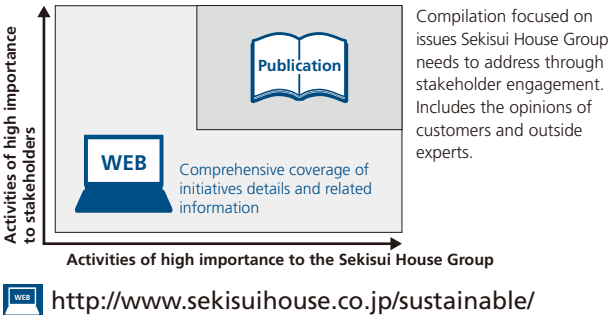 Activities of high importance
to stakeholders
Publication
WEB
Comprehensive coverage of
initiatives details and related
information
Activities of high importance to the Sekisui House Group
Compilation focused on
issues Sekisui House Group
needs to address through
stakeholder engagement.
Includes the opinions of
customers and outside
experts.
WEB
http://www.sekisuihouse.co.jp/sustainable/